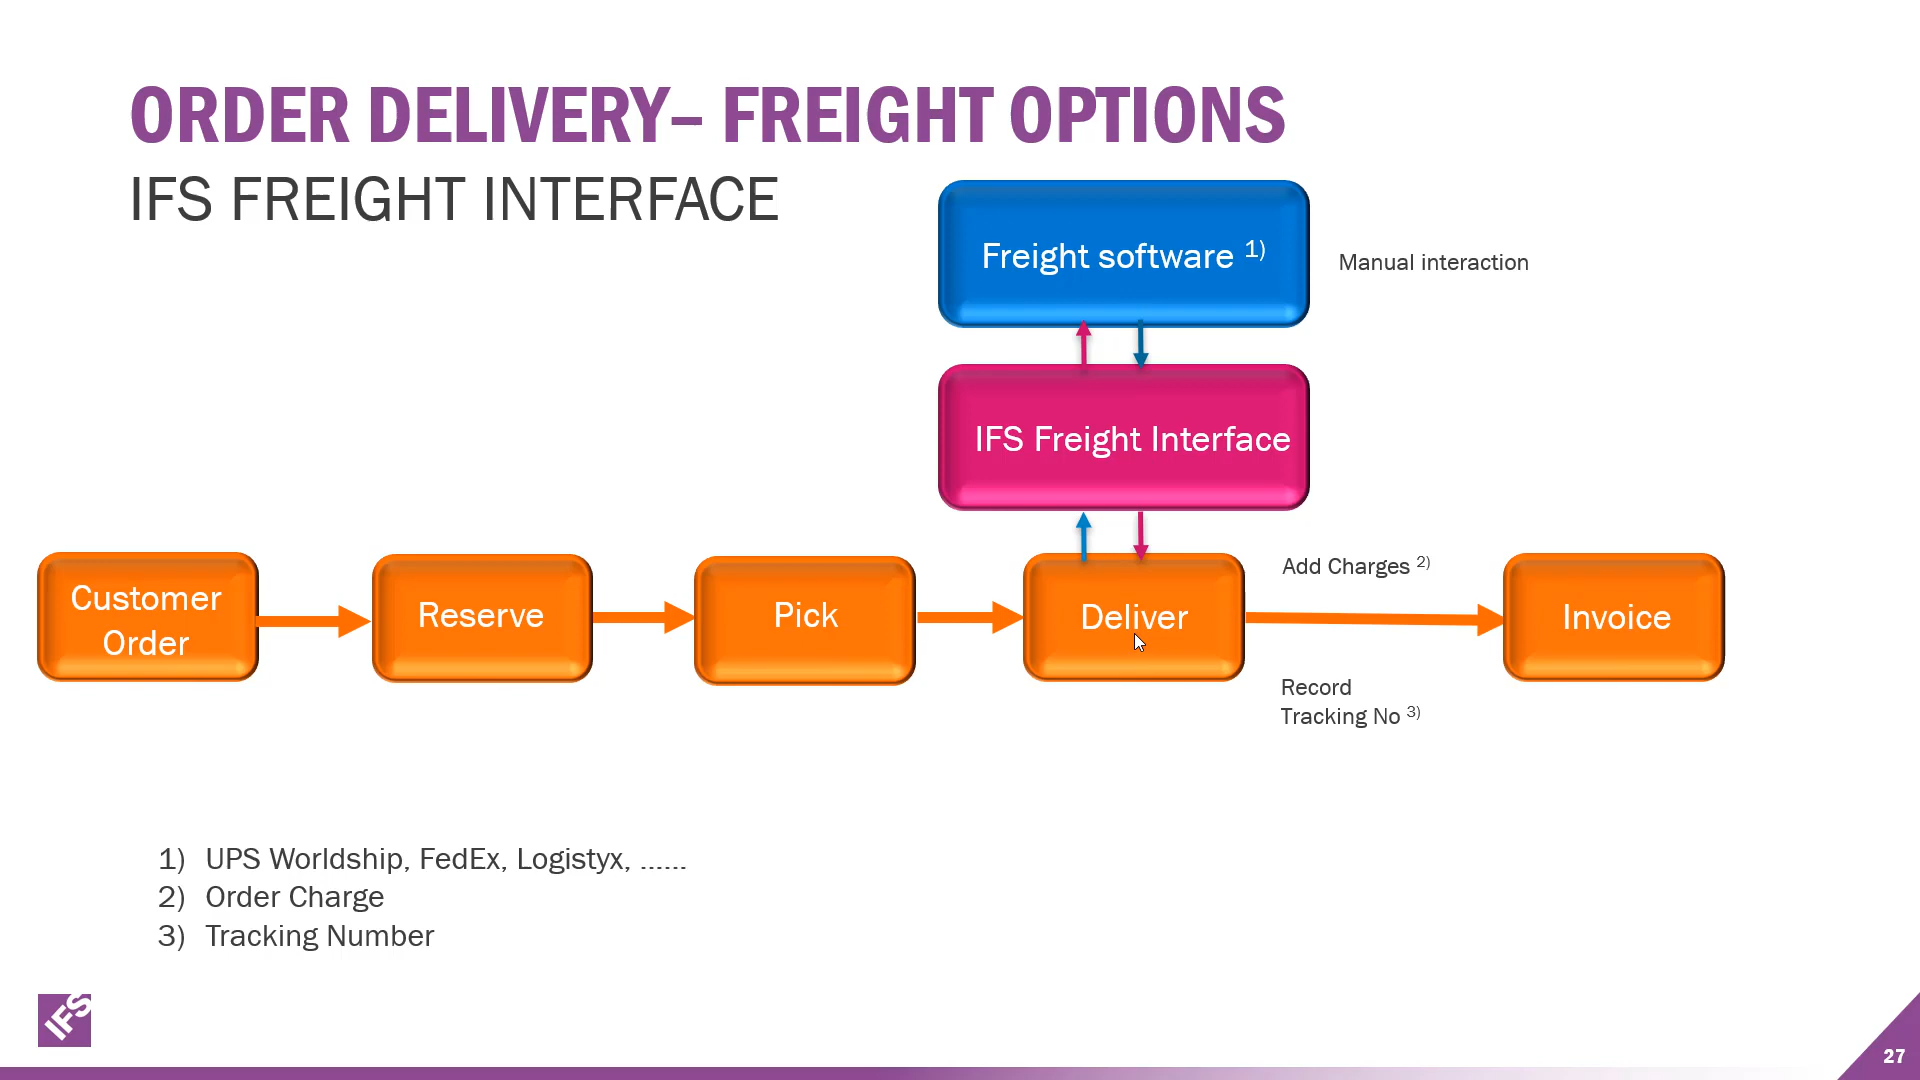 ORDER DELIVERY– FREIGHT OPTIONS
IFS FREIGHT INTERFACE
Freight software 1)
Manual interaction
IFS Freight Interface
Customer
Order
Reserve
Pick
Deliver
Add Charges 2)
Record
Tracking No 3)
Invoice
1) UPS Worldship, FedEx, Logistyx, ......
2) Order Charge
3) Tracking Number
IFS
27